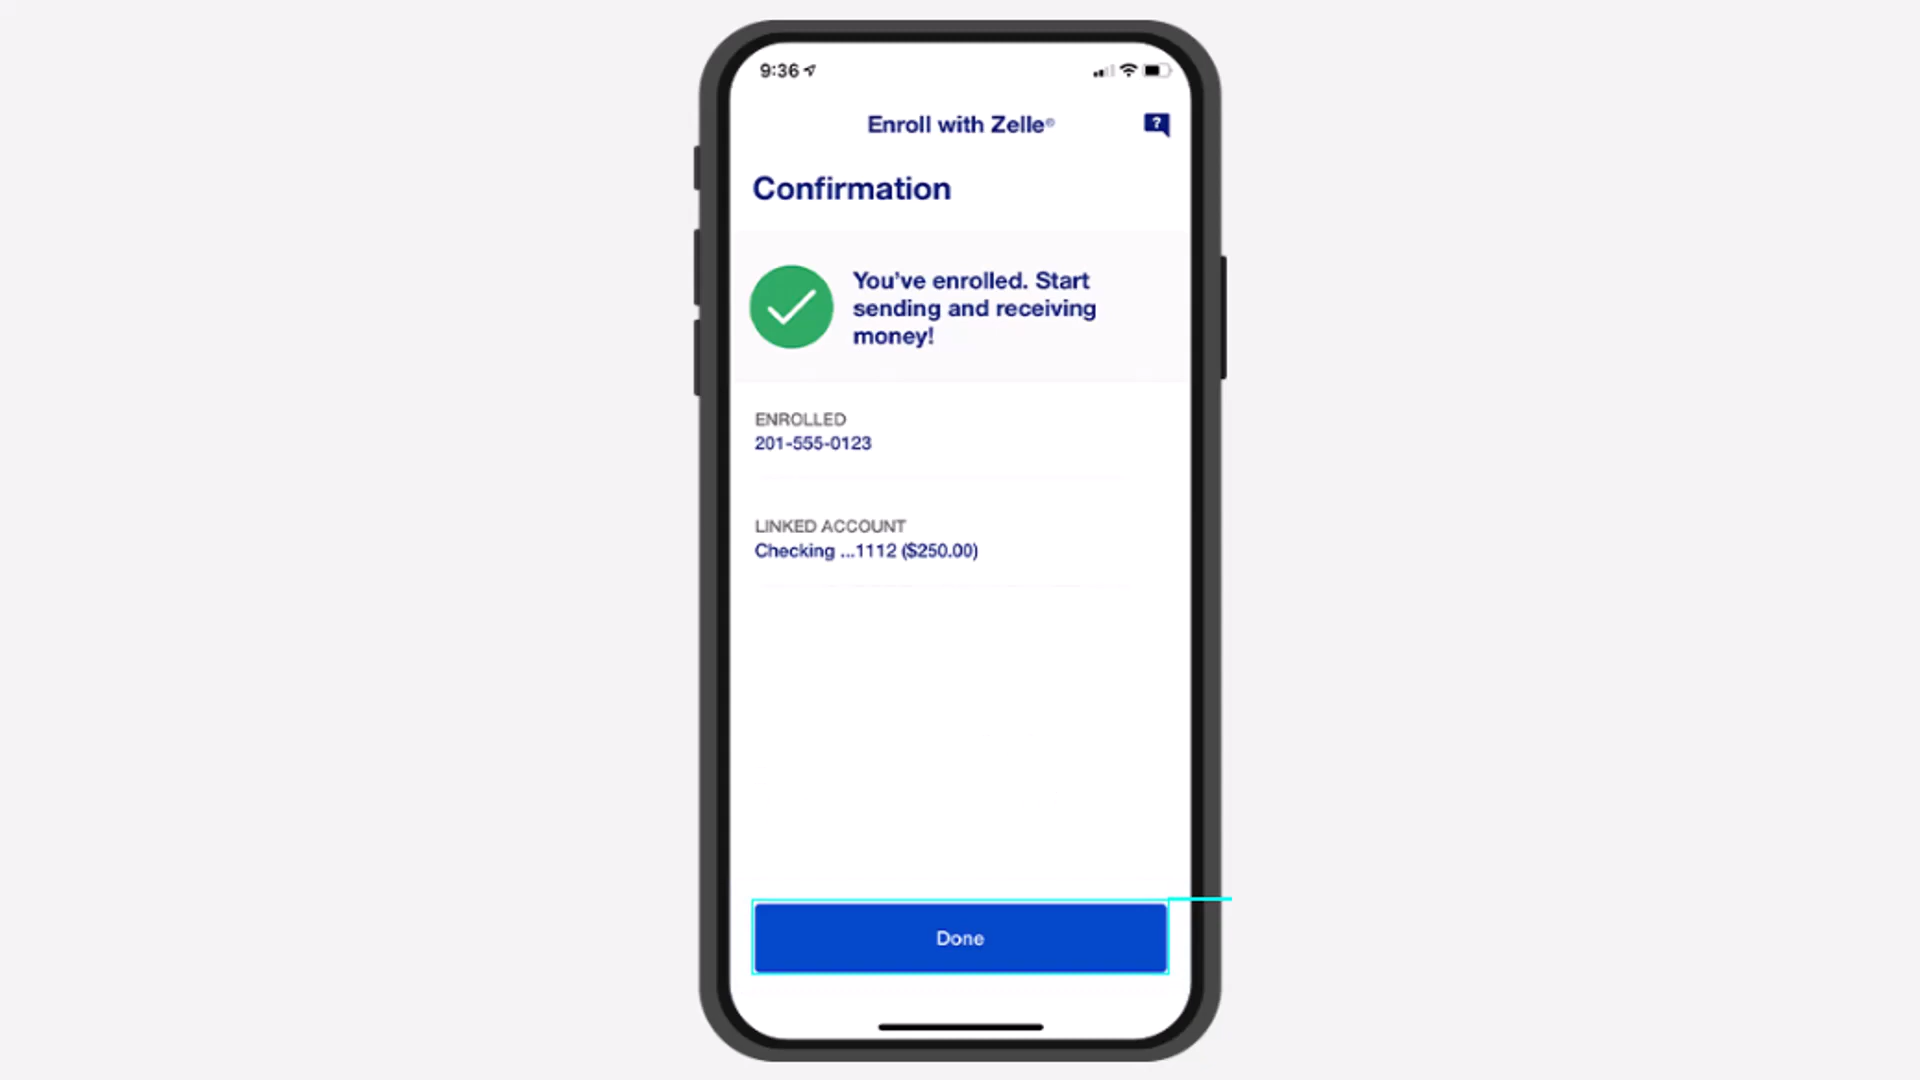 9:36
Enroll with Zelle®
?
Confirmation
You've enrolled. Start
sending and receiving
money!
ENROLLED
201-555-0123
LINKED ACCOUNT
Checking ...1112 ($250.00)
Done